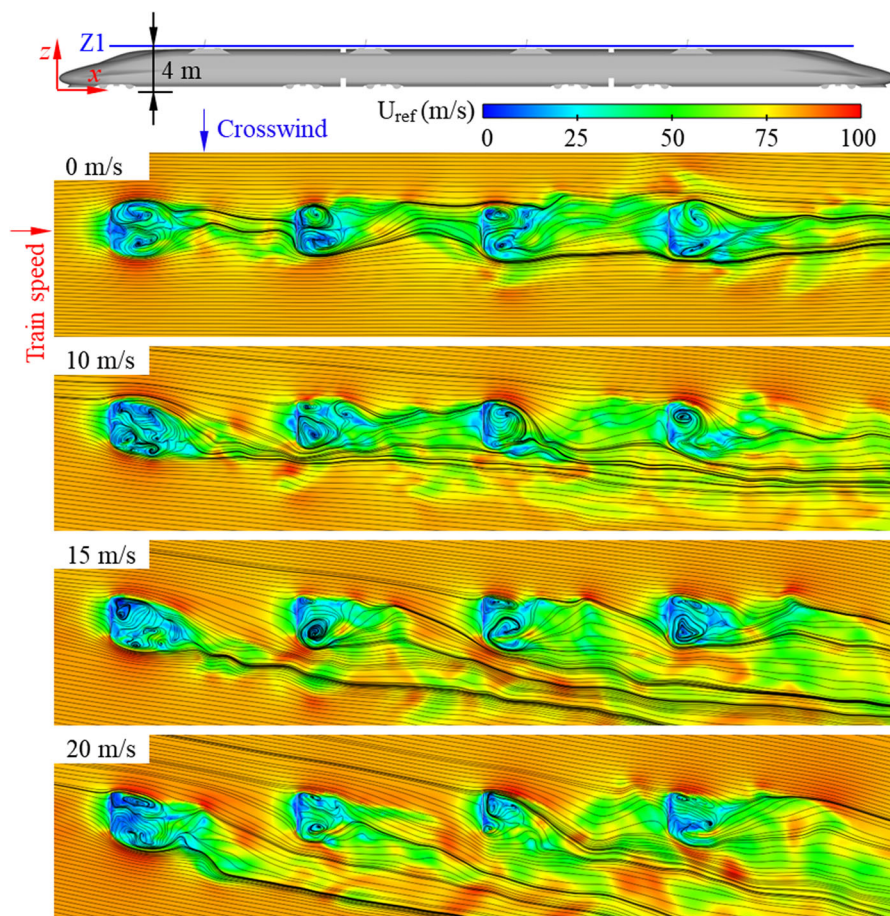 Z1
z
x
4 m
Crosswind
U_ref (m/s)
0 25 50 75 100
0 m/s
Train speed
10 m/s
15 m/s
20 m/s